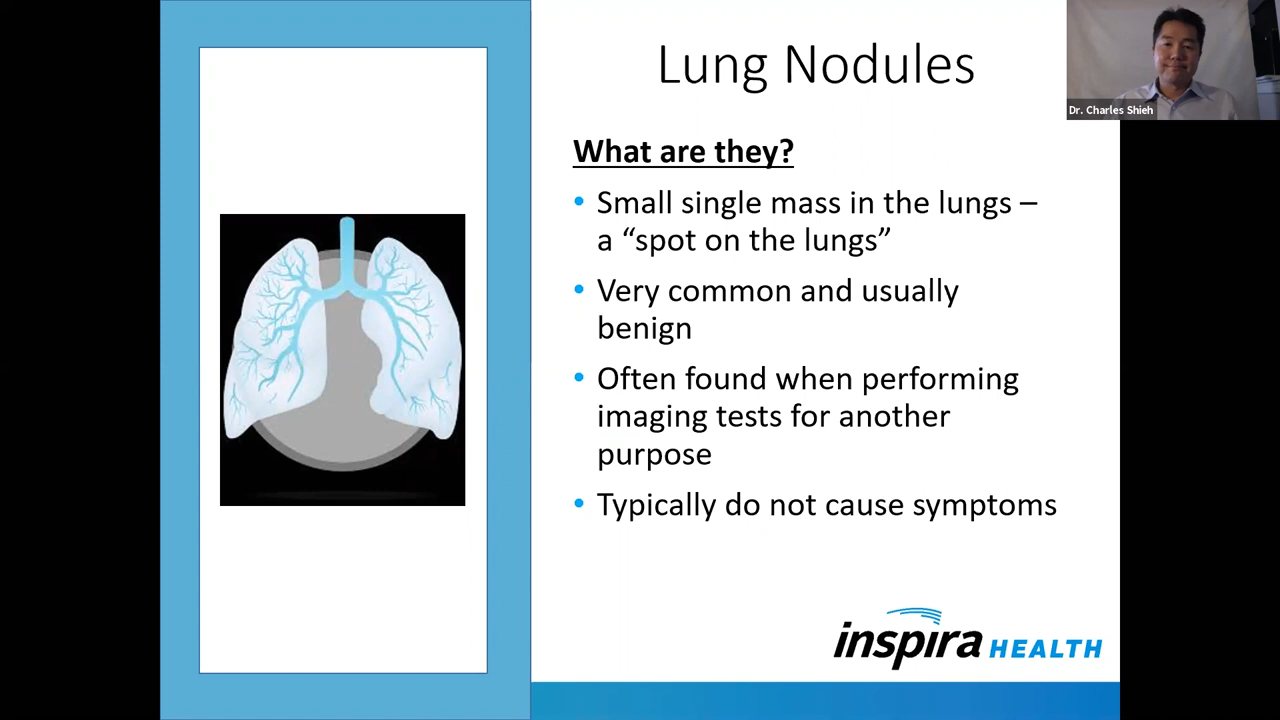 Lung Nodules
Dr. Charles Shieh
What are they?
• Small single mass in the lungs –
a “spot on the lungs”
• Very common and usually
benign
• Often found when performing
imaging tests for another
purpose
• Typically do not cause symptoms
inspira HEALTH